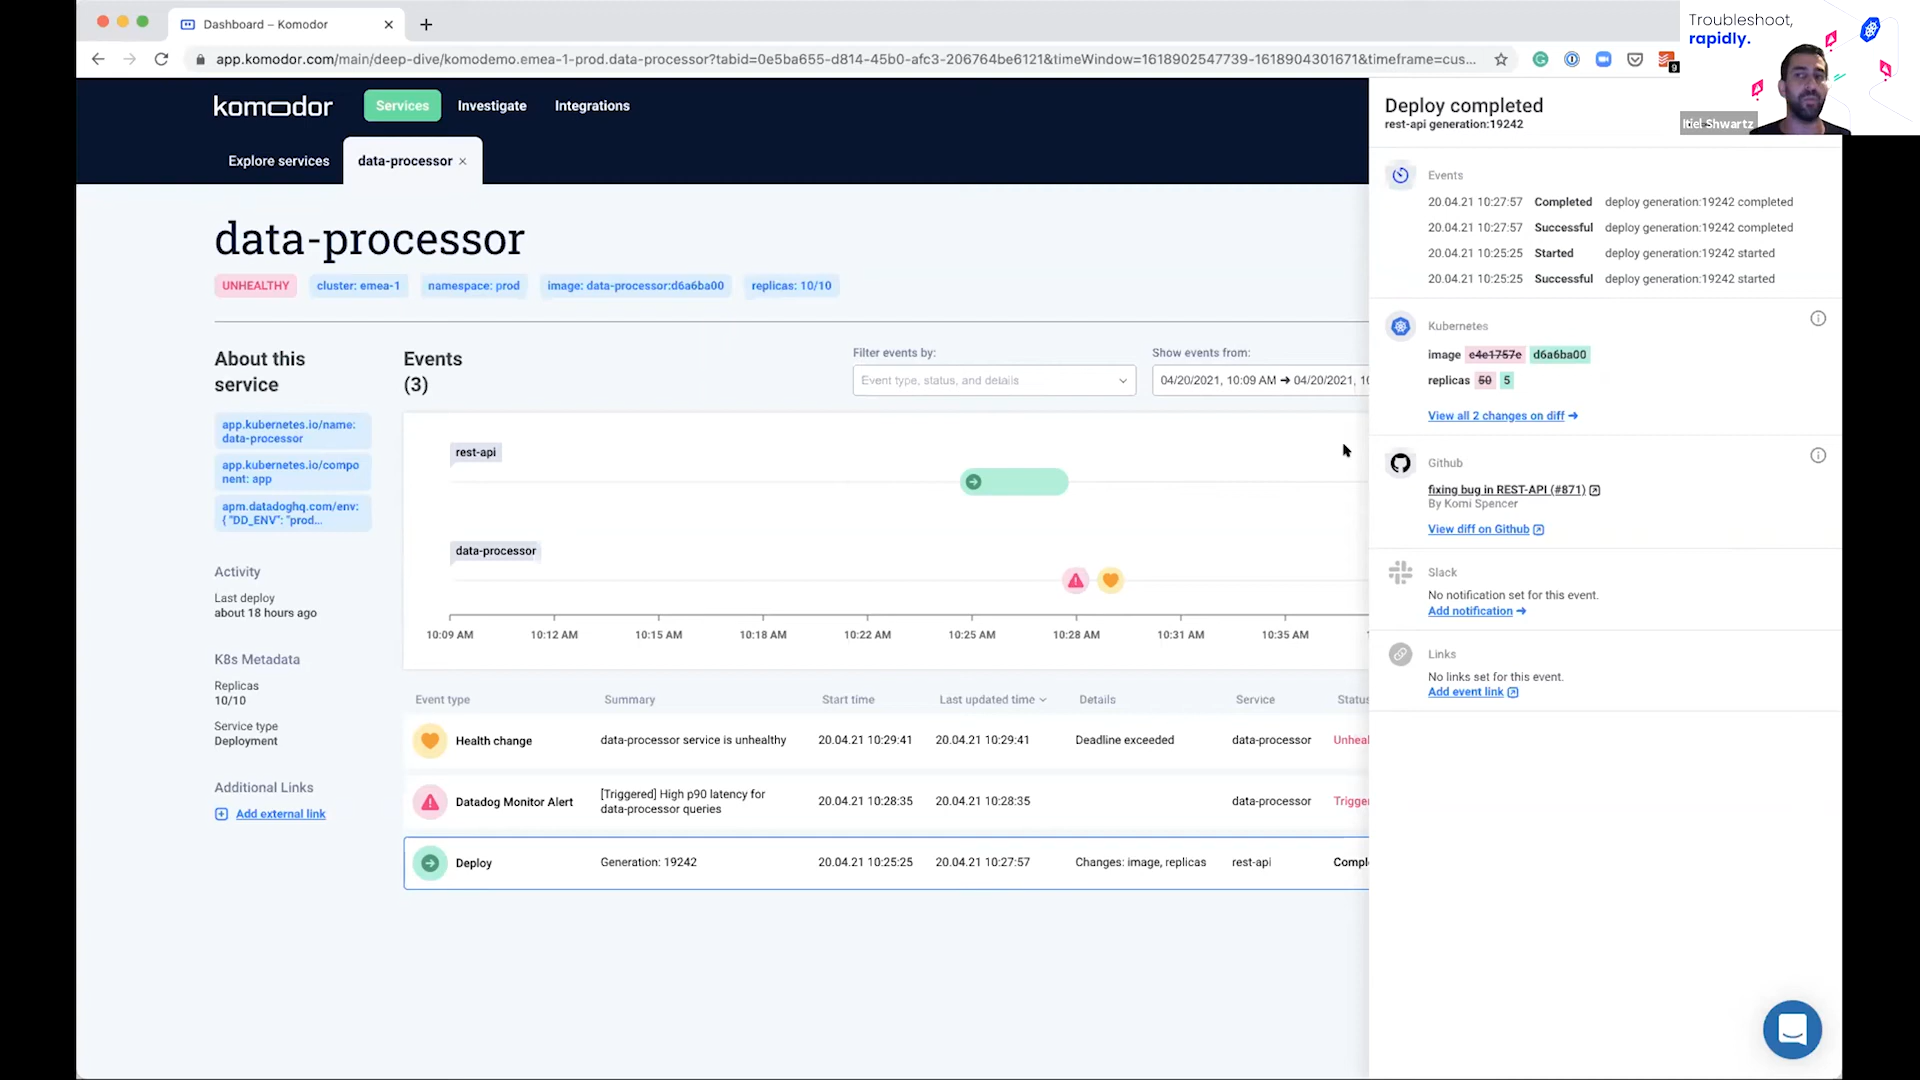 Dashboard – Komodor
app.komodor.com/main/deep-dive/komodemo.emea-1-prod.data-processor?tabid=0e5ba655-d814-45b0-afc3-206764be6121&timeWindow=1618902547739-1618904301671&timeframe=cus...
9
Troubleshoot,
rapidly.
Itiel Shwartz
komodor
Services
Investigate
Integrations
Explore services
data-processor
data-processor
UNHEALTHY
cluster: emea-1
namespace: prod
image: data-processor:d6a6ba00
replicas: 10/10
About this
service
app.kubernetes.io/name:
data-processor
app.kubernetes.io/compo
nent: app
apm.datadoghq.com/env:
{ "DD_ENV": "prod...
Activity
Last deploy
about 18 hours ago
K8s Metadata
Replicas
10/10
Service type
Deployment
Additional Links
Add external link
Events
(3)
Filter events by:
Event type, status, and details
Show events from:
04/20/2021, 10:09 AM → 04/20/2021, 10
rest-api
data-processor
10:09 AM
10:12 AM
10:15 AM
10:18 AM
10:22 AM
10:25 AM
10:28 AM
10:31 AM
10:35 AM
Event type Summary Start time Last updated time Details Service Status
Health change data-processor service is unhealthy 20.04.21 10:29:41 20.04.21 10:29:41 Deadline exceeded data-processor Unheal
Datadog Monitor Alert [Triggered] High p90 latency for
data-processor queries 20.04.21 10:28:35 20.04.21 10:28:35 data-processor Trigger
Deploy Generation: 19242 20.04.21 10:25:25 20.04.21 10:27:57 Changes: image, replicas rest-api Compl
Deploy completed
rest-api generation:19242
Events
20.04.21 10:27:57 Completed deploy generation:19242 completed
20.04.21 10:27:57 Successful deploy generation:19242 completed
20.04.21 10:25:25 Started deploy generation:19242 started
20.04.21 10:25:25 Successful deploy generation:19242 started
Kubernetes
image c4e1757e d6a6ba00
replicas 50 5
View all 2 changes on diff →
Github
fixing bug in REST-API (#871)
By Komi Spencer
View diff on Github
Slack
No notification set for this event.
Add notification →
Links
No links set for this event.
Add event link